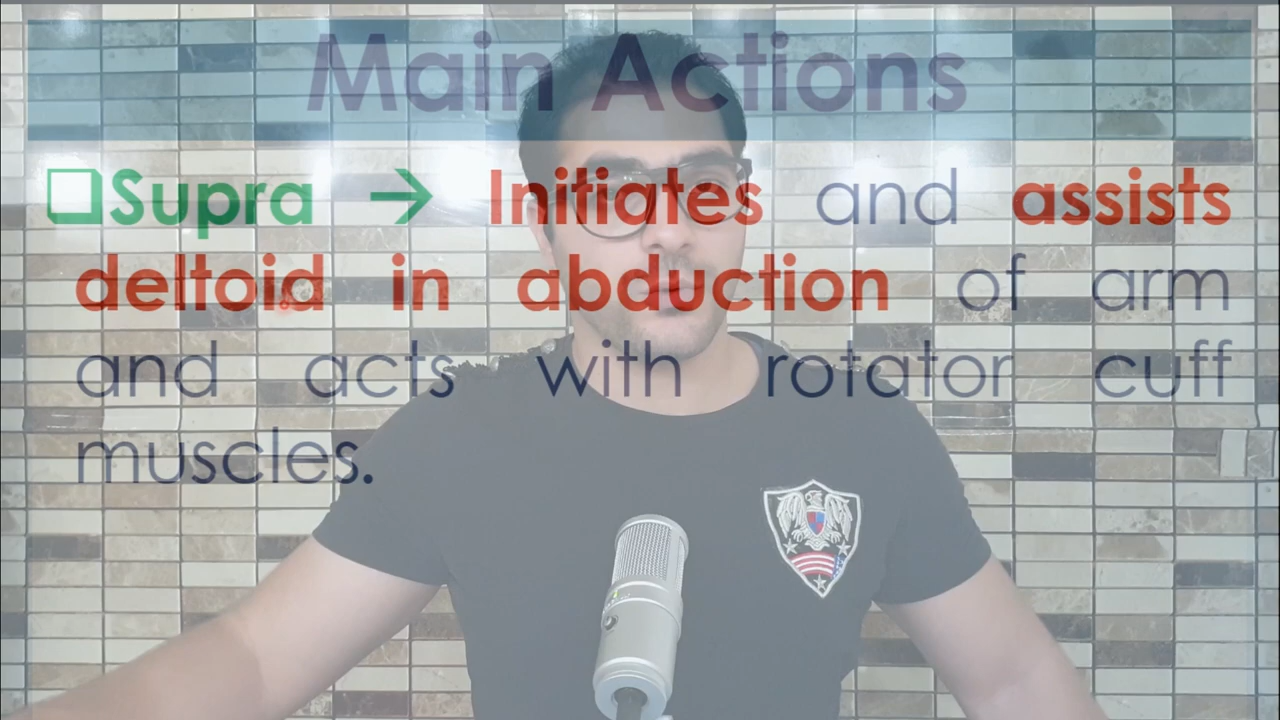 Main Actions
❑Supra → Initiates and assists
deltoid in abduction of arm
and acts with rotator cuff
muscles.